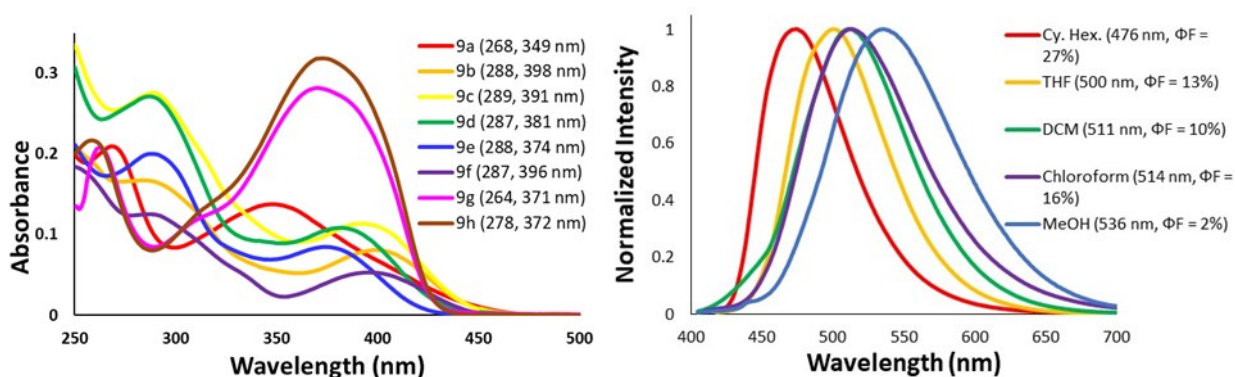 Absorbance
0.3
0.2
0.1
0
250
300
350
400
450
500
Wavelength (nm)
9a (268, 349 nm)
9b (288, 398 nm)
9c (289, 391 nm)
9d (287, 381 nm)
9e (288, 374 nm)
9f (287, 396 nm)
9g (264, 371 nm)
9h (278, 372 nm)
Normalized Intensity
1
0.8
0.6
0.4
0.2
0
400
450
500
550
600
650
700
Wavelength (nm)
Cy. Hex. (476 nm, ΦF =
27%)
THF (500 nm, ΦF = 13%)
DCM (511 nm, ΦF = 10%)
Chloroform (514 nm, ΦF =
16%)
MeOH (536 nm, ΦF = 2%)